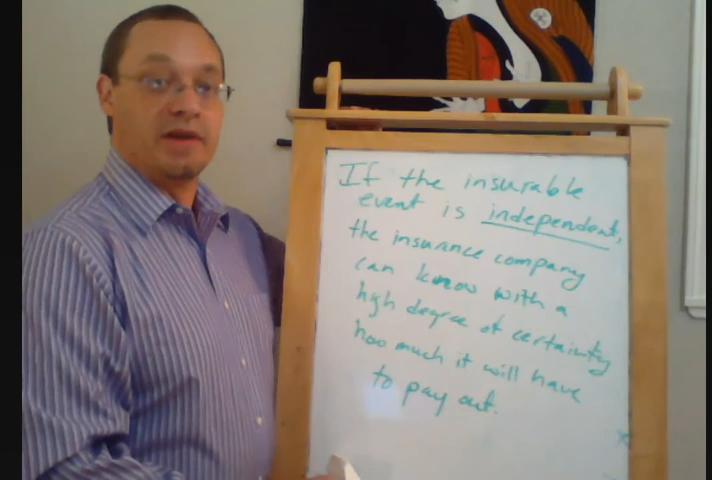 If the insurable
event is independent,
the insurance company
can know with a
high degree of certainty
how much it will have
to pay out.